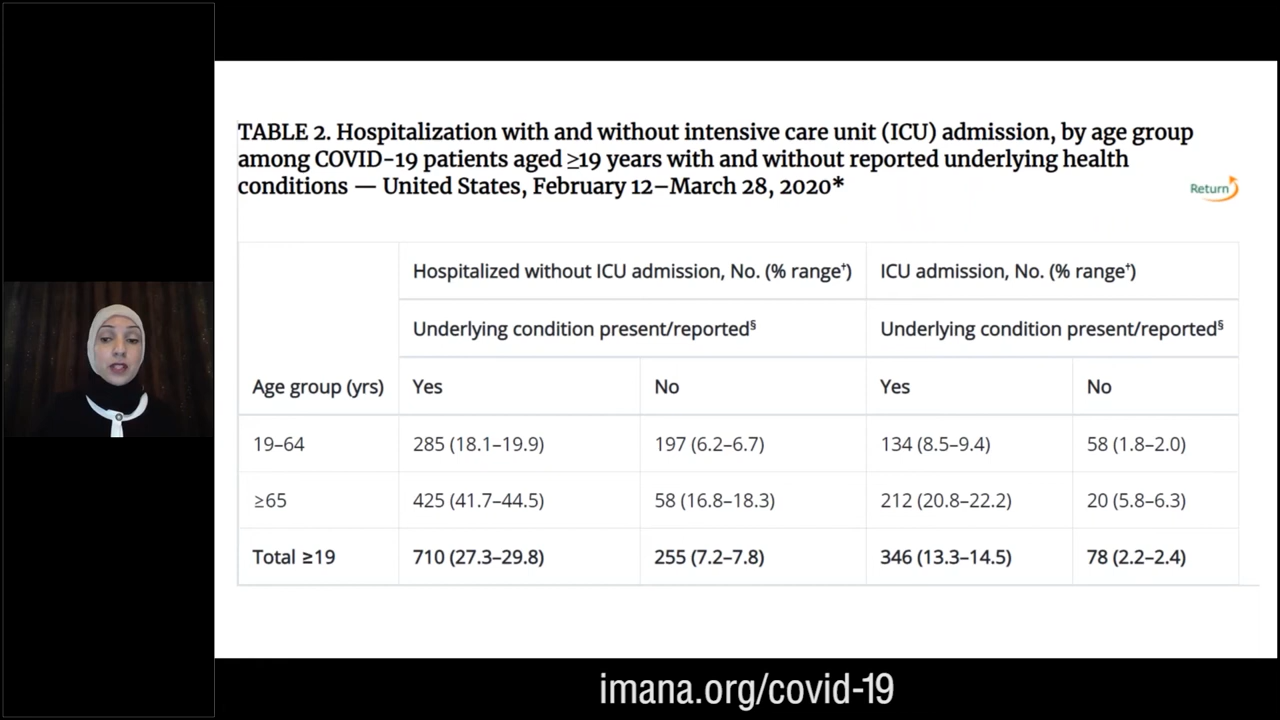 TABLE 2. Hospitalization with and without intensive care unit (ICU) admission, by age group
among COVID-19 patients aged ≥19 years with and without reported underlying health
conditions — United States, February 12–March 28, 2020*
Return
Hospitalized without ICU admission, No. (% range†) ICU admission, No. (% range†)
Underlying condition present/reported§ Underlying condition present/reported§
Age group (yrs) Yes No Yes No
19–64 285 (18.1–19.9) 197 (6.2–6.7) 134 (8.5–9.4) 58 (1.8–2.0)
≥65 425 (41.7–44.5) 58 (16.8–18.3) 212 (20.8–22.2) 20 (5.8–6.3)
Total ≥19 710 (27.3–29.8) 255 (7.2–7.8) 346 (13.3–14.5) 78 (2.2–2.4)
imana.org/covid-19